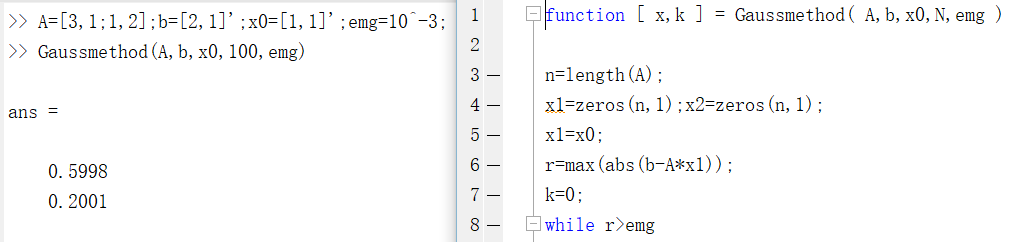 >> A=[3,1;1,2];b=[2,1]';x0=[1,1]';emg=10^-3;
>> Gaussmethod(A,b,x0,100,emg)
ans =
0.5998
0.2001
1 function [ x,k ] = Gaussmethod( A,b,x0,N,emg )
2
3 — n=length(A);
4 — x1=zeros(n,1);x2=zeros(n,1);
5 — x1=x0;
6 — r=max(abs(b-A*x1));
7 — k=0;
8 — while r>emg